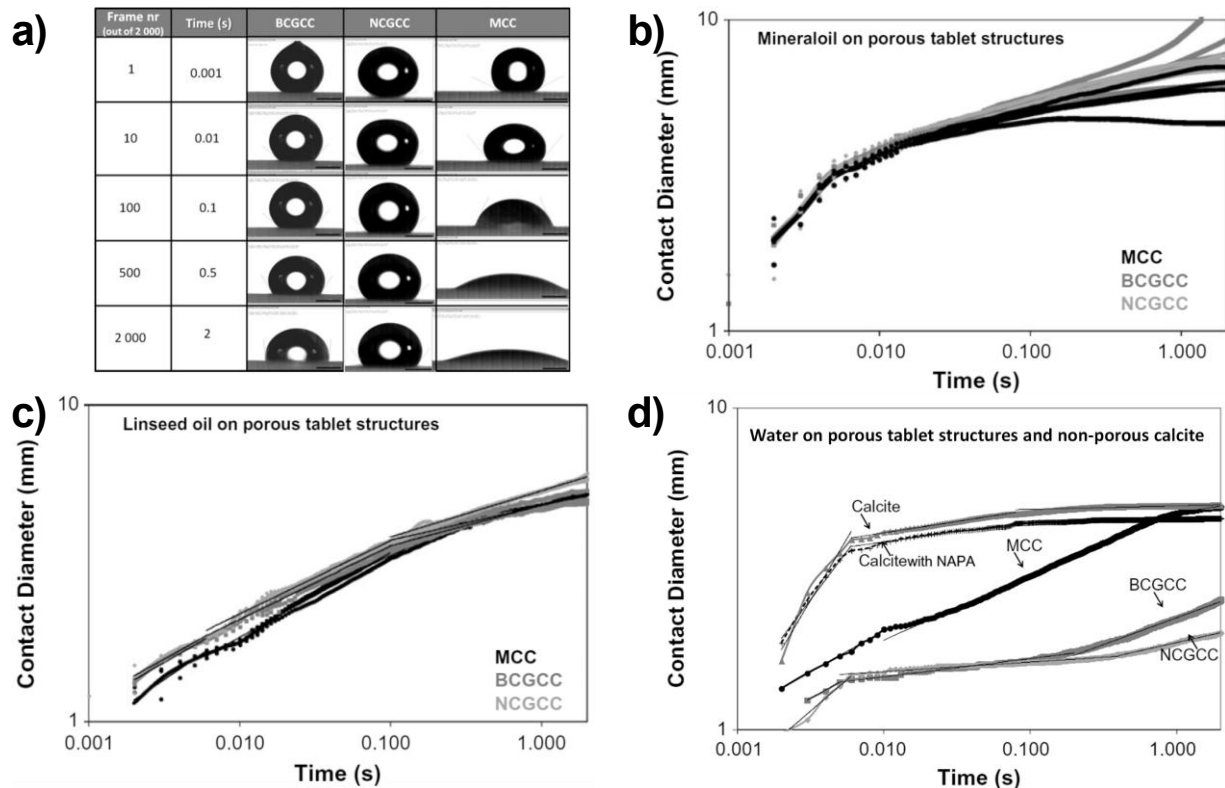 a)
Frame nr (out of 2 000) Time (s) BCGCC NCGCC MCC
1 0.001
10 0.01
100 0.1
500 0.5
2 000 2
b)
Mineraloil on porous tablet structures
Contact Diameter (mm)
10
1
MCC
BCGCC
NCGCC
0.001 0.010 0.100 1.000
Time (s)
c)
Linseed oil on porous tablet structures
Contact Diameter (mm)
10
1
MCC
BCGCC
NCGCC
0.001 0.010 0.100 1.000
Time (s)
d)
Water on porous tablet structures and non-porous calcite
Contact Diameter (mm)
10
1
Calcite
Calcitewith NAPA
MCC
BCGCC
NCGCC
0.001 0.010 0.100 1.000
Time (s)